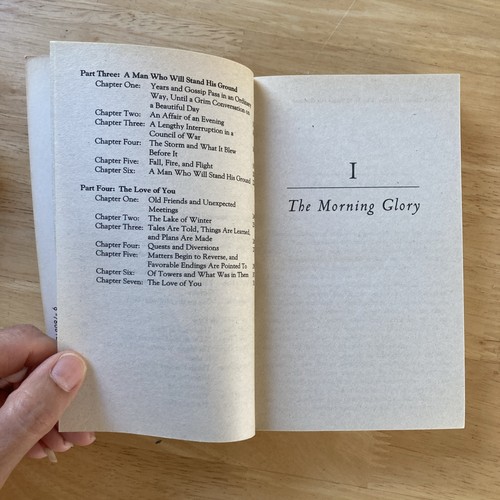 Part Three: A Man Who Will Stand His Ground
Chapter One: Years and Gossip Pass in an Ordinary
Way, Until a Grim Conversation on
a Beautiful Day
Chapter Two: An Affair of an Evening
Chapter Three: A Lengthy Interruption in a
Council of War
Chapter Four: The Storm and What It Blew
Before It
Chapter Five: Fall, Fire, and Flight
Chapter Six: A Man Who Will Stand His Ground
Part Four: The Love of You
Chapter One: Old Friends and Unexpected
Meetings
Chapter Two: The Lake of Winter
Chapter Three: Tales Are Told, Things Are Learned,
and Plans Are Made
Chapter Four: Quests and Diversions
Chapter Five: Matters Begin to Reverse, and
Favorable Endings Are Pointed To
Chapter Six: Of Towers and What Was in Them
Chapter Seven: The Love of You
I
The Morning Glory